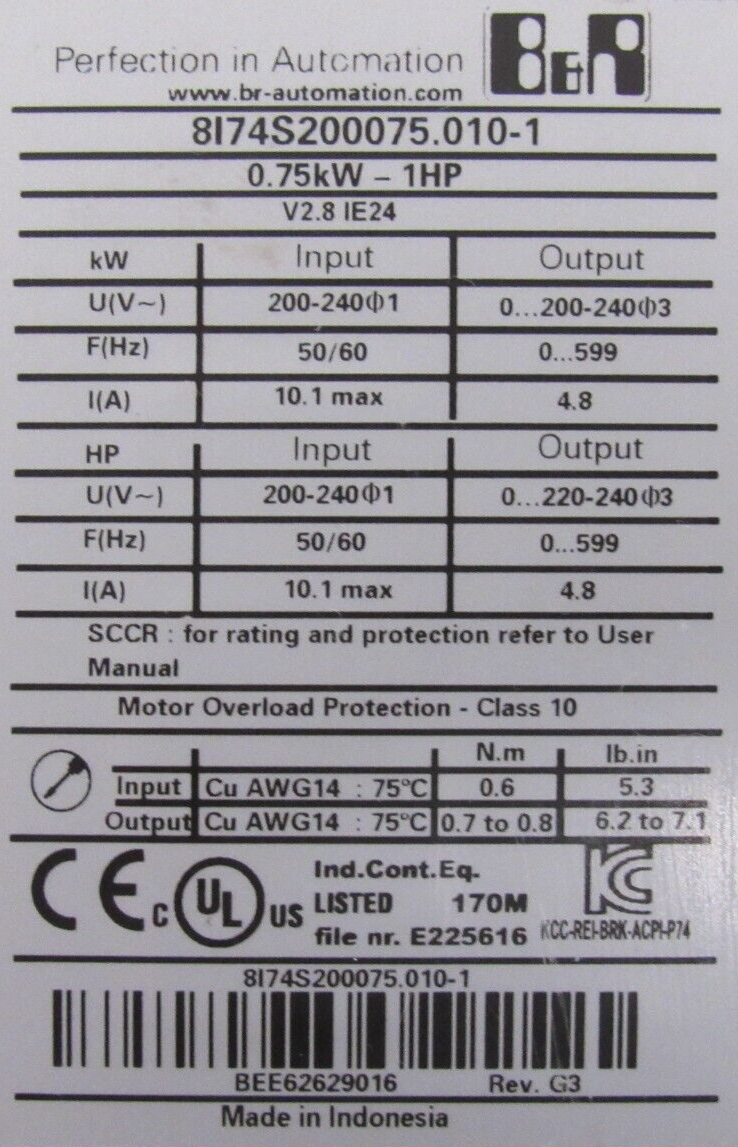 Perfection in Automation
B&R
www.br-automation.com
8I74S200075.010-1
0.75kW – 1HP
V2.8 IE24
kW Input Output
U(V~) 200-240Φ1 0...200-240Φ3
F(Hz) 50/60 0...599
I(A) 10.1 max 4.8
HP Input Output
U(V~) 200-240Φ1 0...220-240Φ3
F(Hz) 50/60 0...599
I(A) 10.1 max 4.8
SCCR : for rating and protection refer to User
Manual
Motor Overload Protection - Class 10
N.m lb.in
Input Cu AWG14 : 75°C 0.6 5.3
Output Cu AWG14 : 75°C 0.7 to 0.8 6.2 to 7.1
CE c UL US
Ind.Cont.Eq.
LISTED 170M
file nr. E225616
KC
KCC-REI-BRK-ACPI-P74
8I74S200075.010-1
BEE62629016 Rev. G3
Made in Indonesia